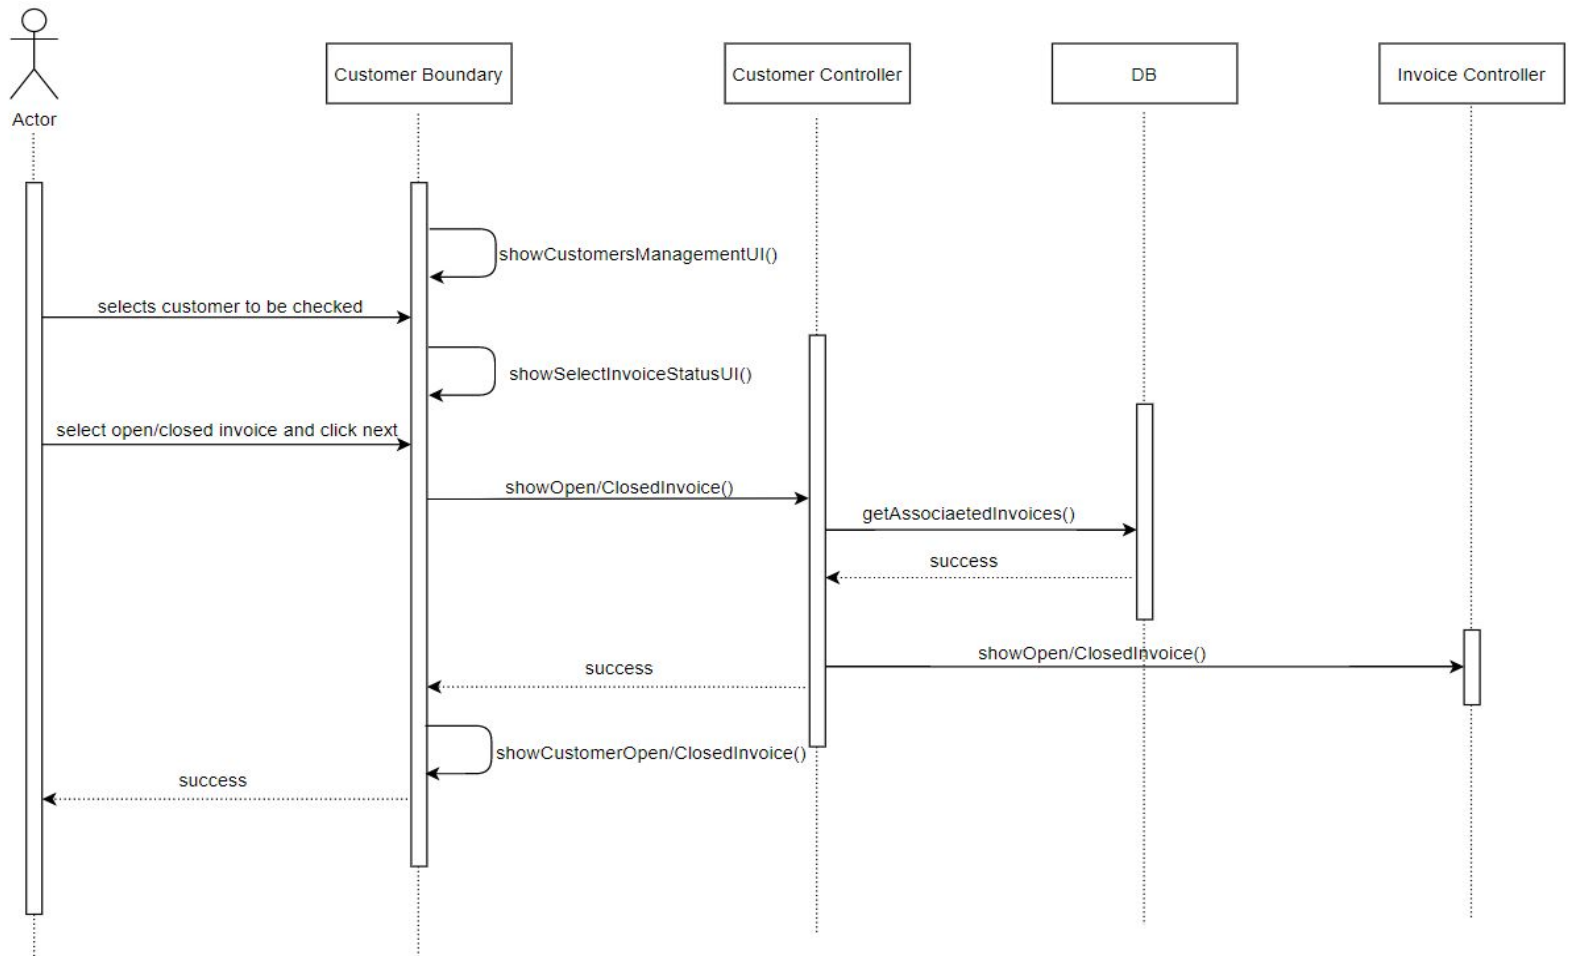 Actor
Customer Boundary
Customer Controller
DB
Invoice Controller
showCustomersManagementUI()
selects customer to be checked
showSelectInvoiceStatusUI()
select open/closed invoice and click next
showOpen/ClosedInvoice()
getAssociaetedInvoices()
success
showOpen/ClosedInvoice()
success
showCustomerOpen/ClosedInvoice()
success